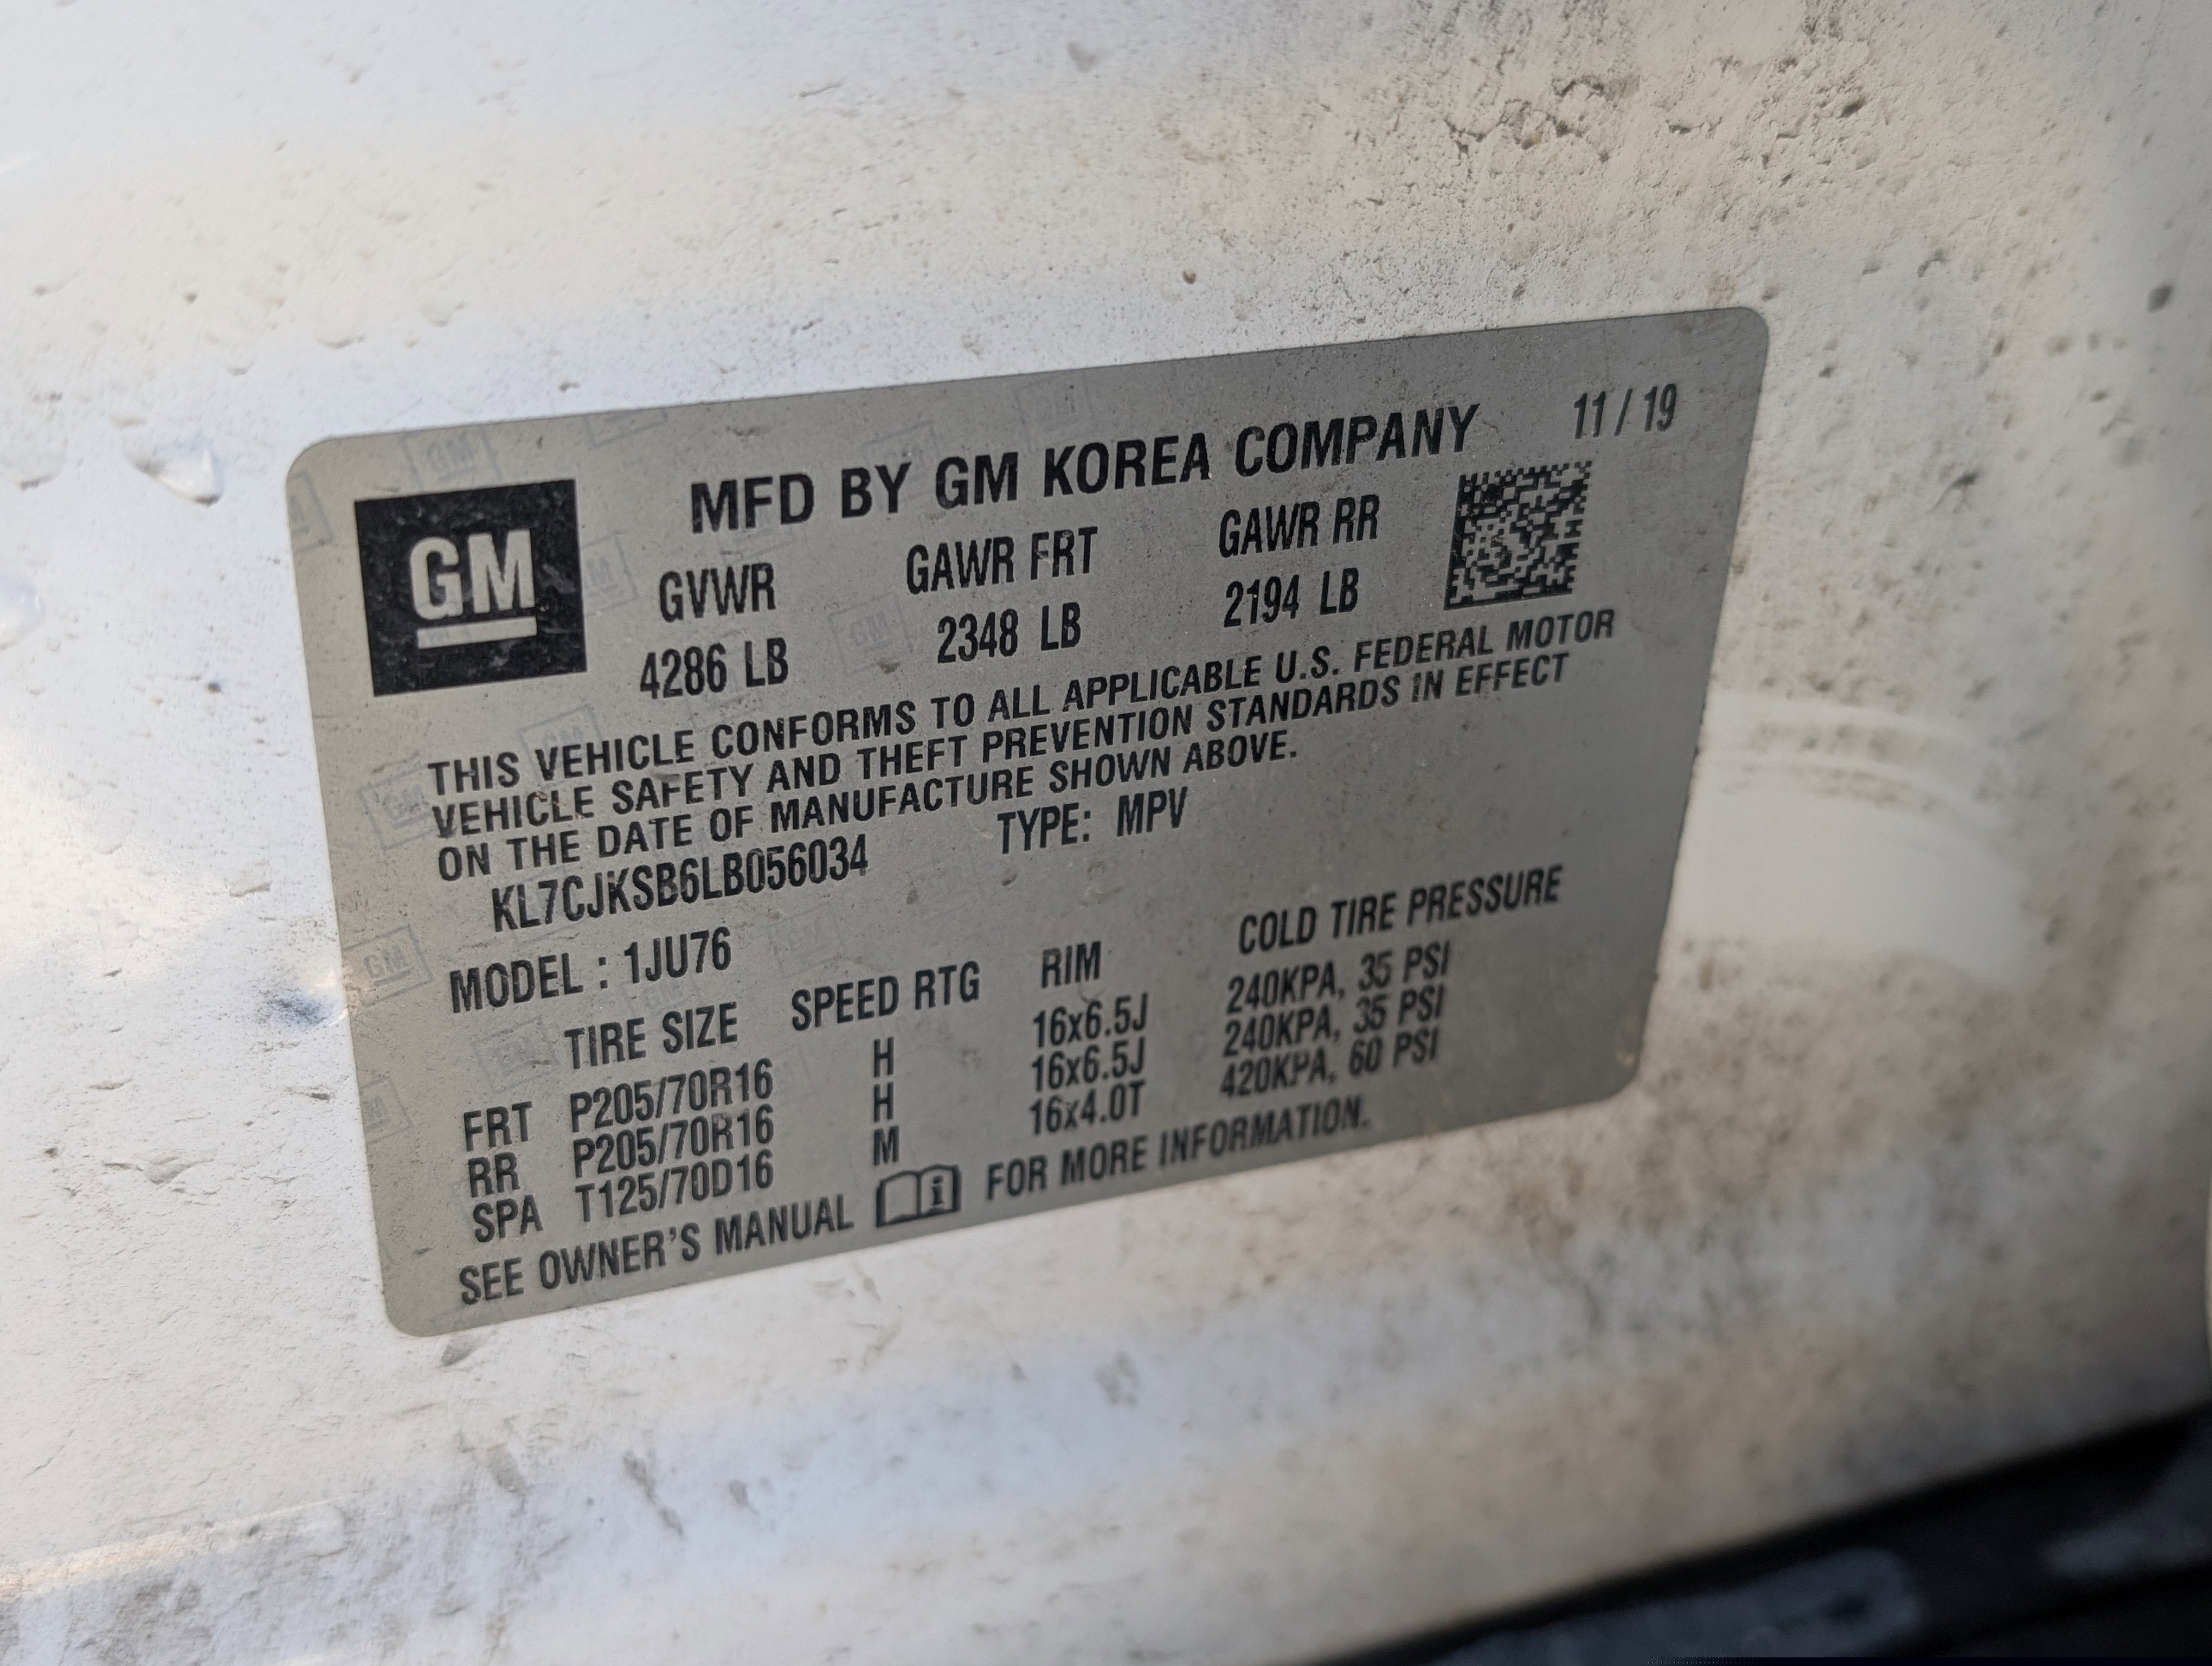 GM
MFD BY GM KOREA COMPANY 11 / 19
GVWR GAWR FRT GAWR RR
4286 LB 2348 LB 2194 LB
THIS VEHICLE CONFORMS TO ALL APPLICABLE U.S. FEDERAL MOTOR
VEHICLE SAFETY AND THEFT PREVENTION STANDARDS IN EFFECT
ON THE DATE OF MANUFACTURE SHOWN ABOVE.
KL7CJKSB6LB056034 TYPE: MPV
MODEL : 1JU76
TIRE SIZE SPEED RTG RIM COLD TIRE PRESSURE
FRT P205/70R16 H 16x6.5J 240KPA, 35 PSI
RR P205/70R16 H 16x6.5J 240KPA, 35 PSI
SPA T125/70D16 M 16x4.0T 420KPA, 60 PSI
SEE OWNER'S MANUAL i FOR MORE INFORMATION.